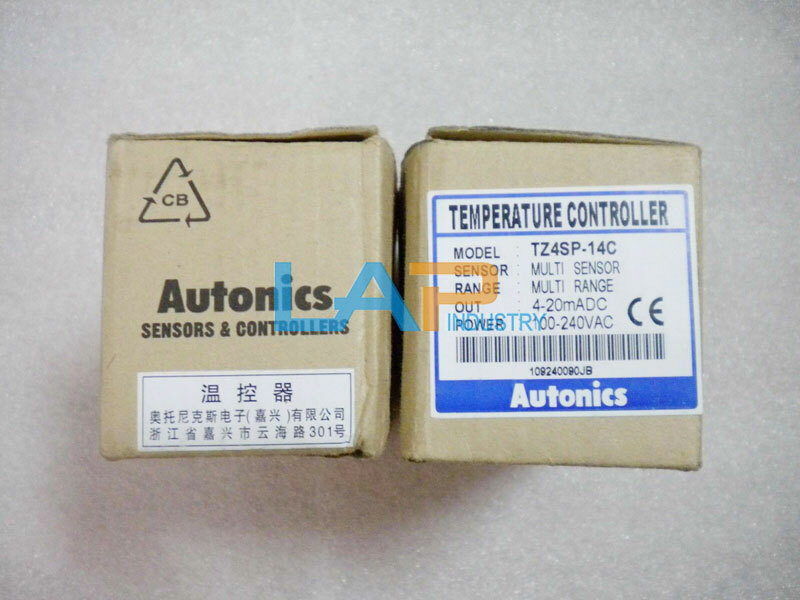 CB
Autonics
SENSORS & CONTROLLERS
温控器
奥托尼克斯电子(嘉兴)有限公司
浙江省嘉兴市云海路301号
TEMPERATURE CONTROLLER
MODEL : TZ4SP-14C
SENSOR : MULTI SENSOR
RANGE : MULTI RANGE
OUT : 4-20mADC
POWER : 100-240VAC
CE
109240090JB
Autonics
LAP
INDUSTRY